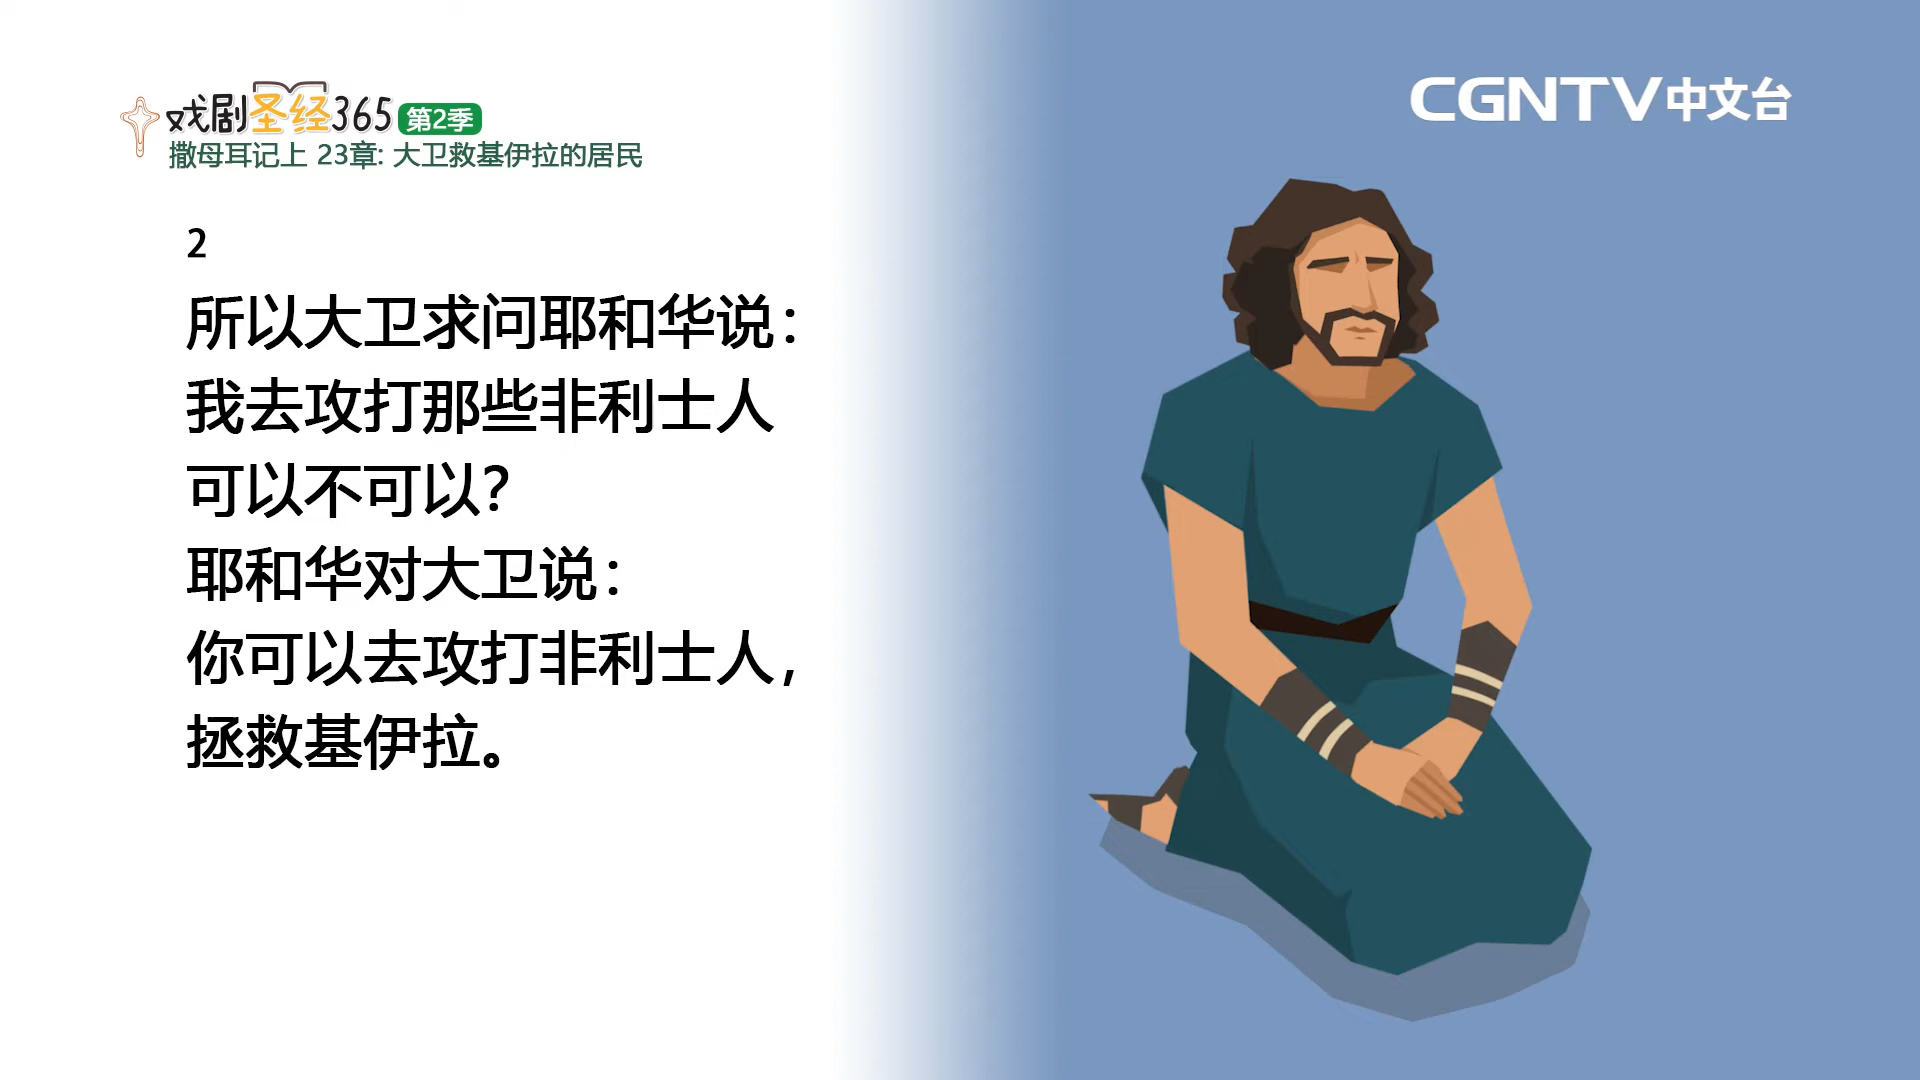 戏剧圣经365 第2季
撒母耳记上 23章: 大卫救基伊拉的居民
CGNTV中文台
2
所以大卫求问耶和华说：
我去攻打那些非利士人
可以不可以？
耶和华对大卫说：
你可以去攻打非利士人，
拯救基伊拉。